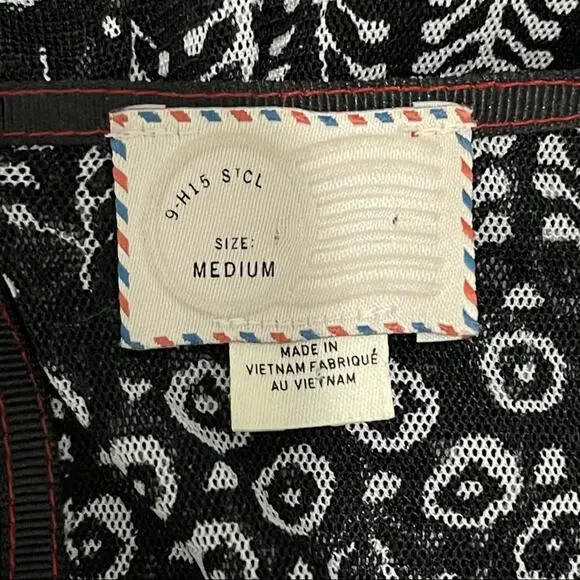 9-H15 STCL
SIZE:
MEDIUM
MADE IN
VIETNAM FABRIQUÉ
AU VIETNAM